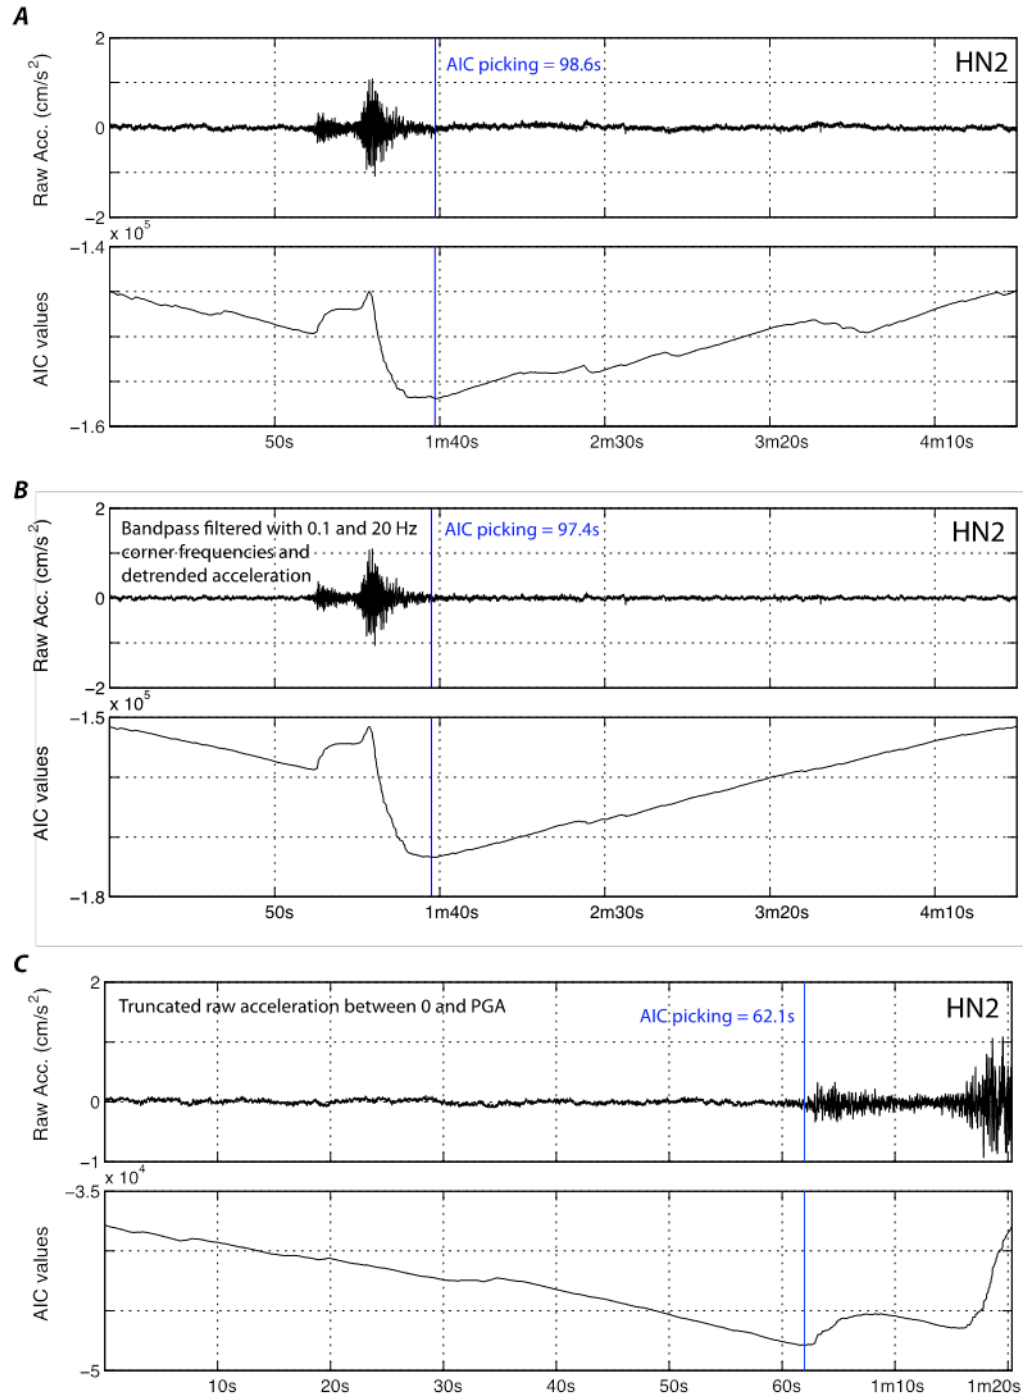 A
2
AIC picking = 98.6s
HN2
Raw Acc. (cm/s²)
0
−2
x 10⁵
−1.4
AIC values
−1.6
50s
1m40s
2m30s
3m20s
4m10s
B
2
Bandpass filtered with 0.1 and 20 Hz
corner frequencies and
detrended acceleration
AIC picking = 97.4s
HN2
Raw Acc. (cm/s²)
0
−2
x 10⁵
−1.5
AIC values
−1.8
50s
1m40s
2m30s
3m20s
4m10s
C
2
Truncated raw acceleration between 0 and PGA
AIC picking = 62.1s
HN2
Raw Acc. (cm/s²)
0
−1
x 10⁴
−3.5
AIC values
−5
10s
20s
30s
40s
50s
60s
1m10s
1m20s